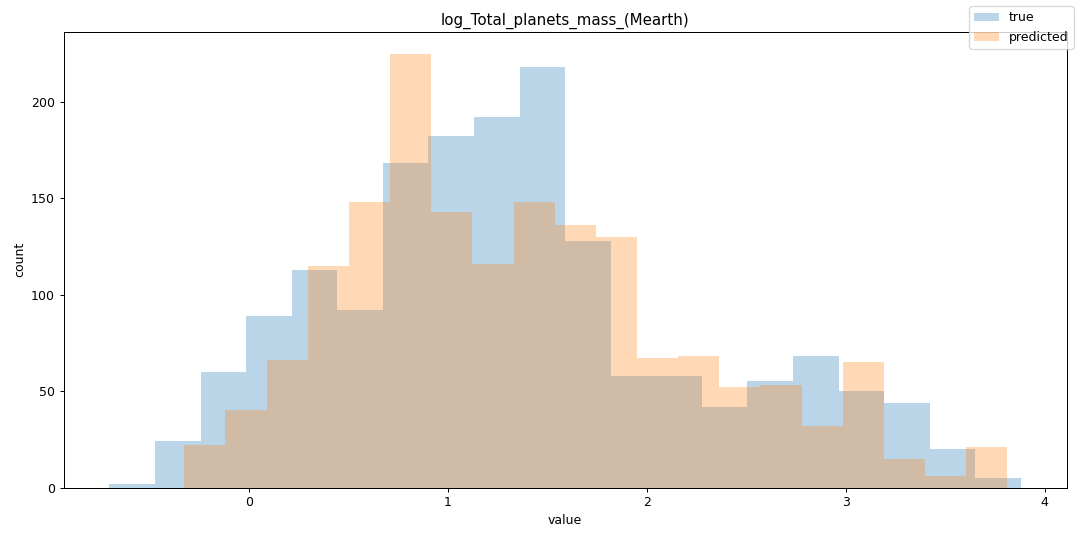 log_Total_planets_mass_(Mearth)
true
predicted
200
150
100
50
0
count
0 1 2 3 4
value